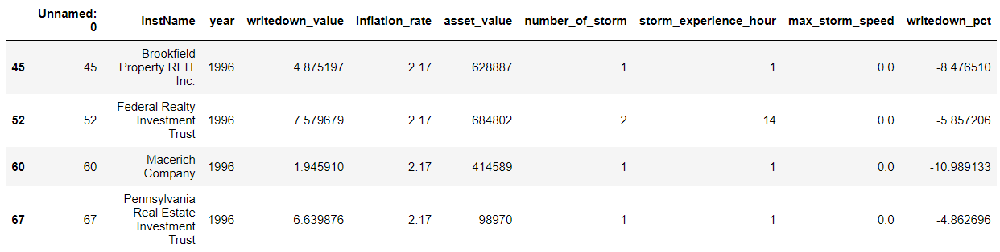 Unnamed: 0 InstName year writedown_value inflation_rate asset_value number_of_storm storm_experience_hour max_storm_speed writedown_pct
45 45 Brookfield Property REIT Inc. 1996 4.875197 2.17 628887 1 1 0.0 -8.476510
52 52 Federal Realty Investment Trust 1996 7.579679 2.17 684802 2 14 0.0 -5.857206
60 60 Macerich Company 1996 1.945910 2.17 414589 1 1 0.0 -10.989133
67 67 Pennsylvania Real Estate Investment Trust 1996 6.639876 2.17 98970 1 1 0.0 -4.862696